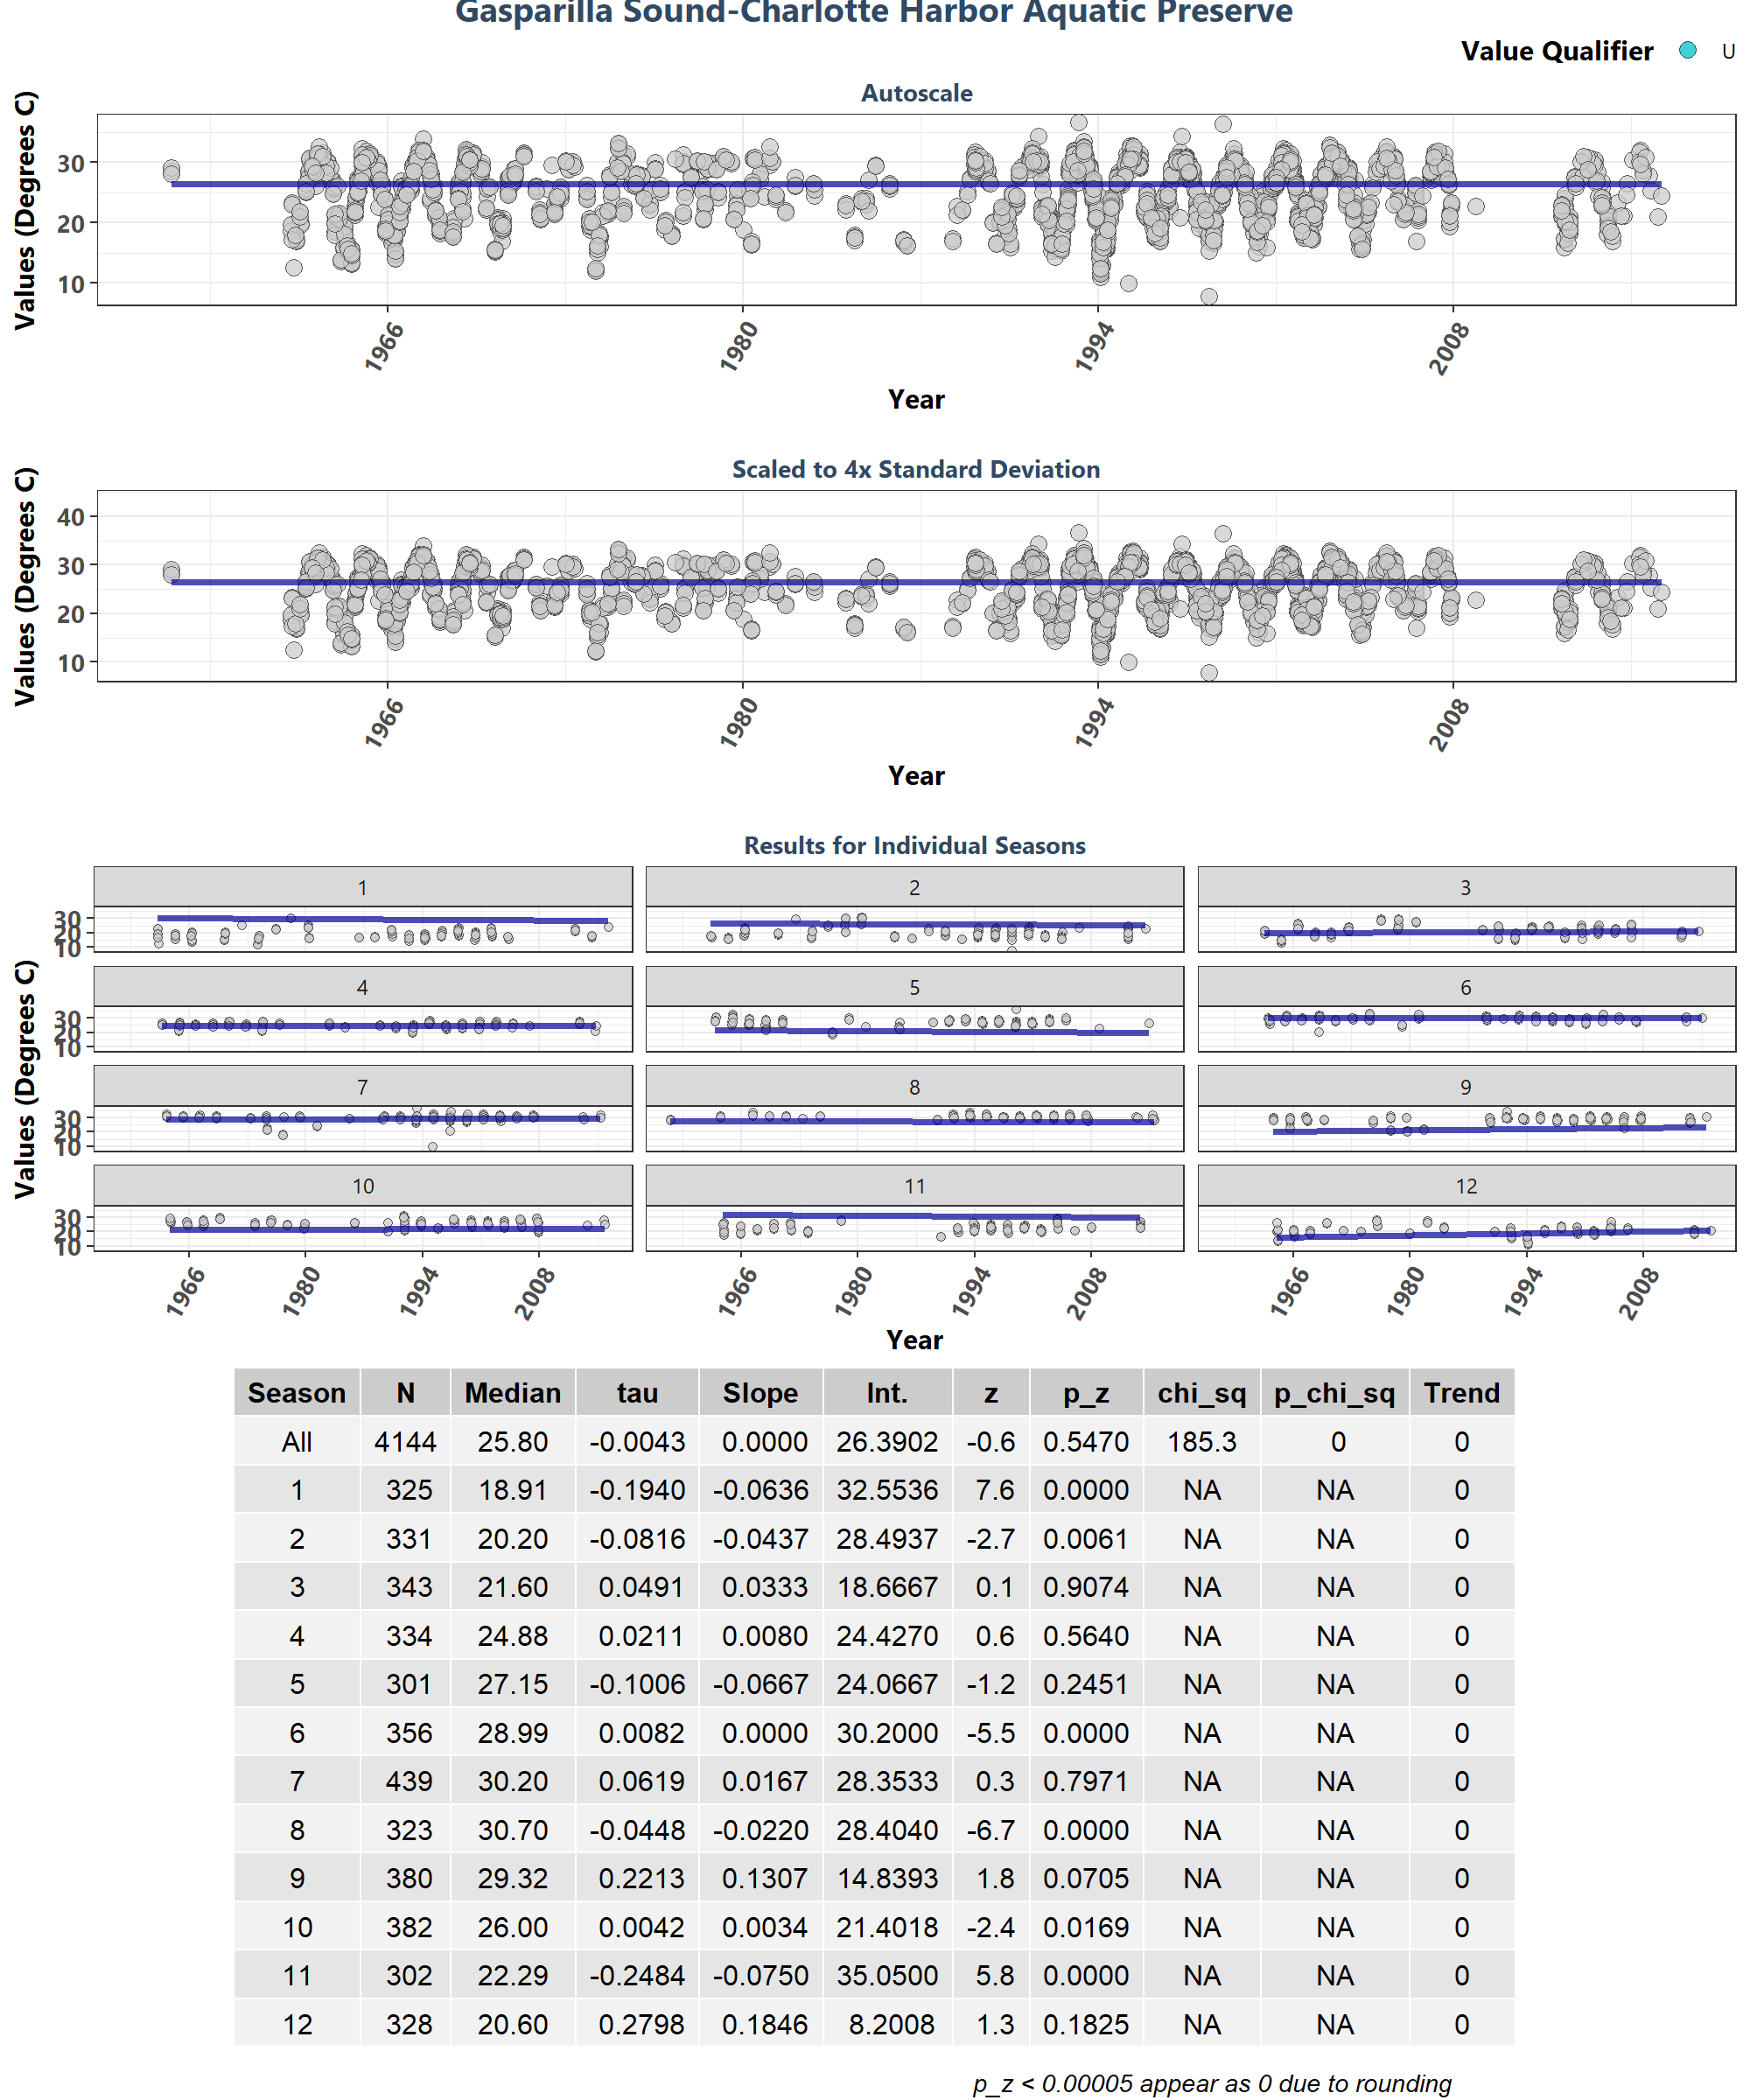 Gasparilla Sound-Charlotte Harbor Aquatic Preserve
Value Qualifier U
Autoscale
Values (Degrees C)
30
20
10
1966 1980 1994 2008
Year
Scaled to 4x Standard Deviation
Values (Degrees C)
40
30
20
10
1966 1980 1994 2008
Year
Results for Individual Seasons
Values (Degrees C)
1 2 3
30
20
10
4 5 6
30
20
10
7 8 9
30
20
10
10 11 12
30
20
10
1966 1980 1994 2008 1966 1980 1994 2008 1966 1980 1994 2008
Year
Season N Median tau Slope Int. z p_z chi_sq p_chi_sq Trend
All 4144 25.80 -0.0043 0.0000 26.3902 -0.6 0.5470 185.3 0 0
1 325 18.91 -0.1940 -0.0636 32.5536 7.6 0.0000 NA NA 0
2 331 20.20 -0.0816 -0.0437 28.4937 -2.7 0.0061 NA NA 0
3 343 21.60 0.0491 0.0333 18.6667 0.1 0.9074 NA NA 0
4 334 24.88 0.0211 0.0080 24.4270 0.6 0.5640 NA NA 0
5 301 27.15 -0.1006 -0.0667 24.0667 -1.2 0.2451 NA NA 0
6 356 28.99 0.0082 0.0000 30.2000 -5.5 0.0000 NA NA 0
7 439 30.20 0.0619 0.0167 28.3533 0.3 0.7971 NA NA 0
8 323 30.70 -0.0448 -0.0220 28.4040 -6.7 0.0000 NA NA 0
9 380 29.32 0.2213 0.1307 14.8393 1.8 0.0705 NA NA 0
10 382 26.00 0.0042 0.0034 21.4018 -2.4 0.0169 NA NA 0
11 302 22.29 -0.2484 -0.0750 35.0500 5.8 0.0000 NA NA 0
12 328 20.60 0.2798 0.1846 8.2008 1.3 0.1825 NA NA 0
p_z < 0.00005 appear as 0 due to rounding